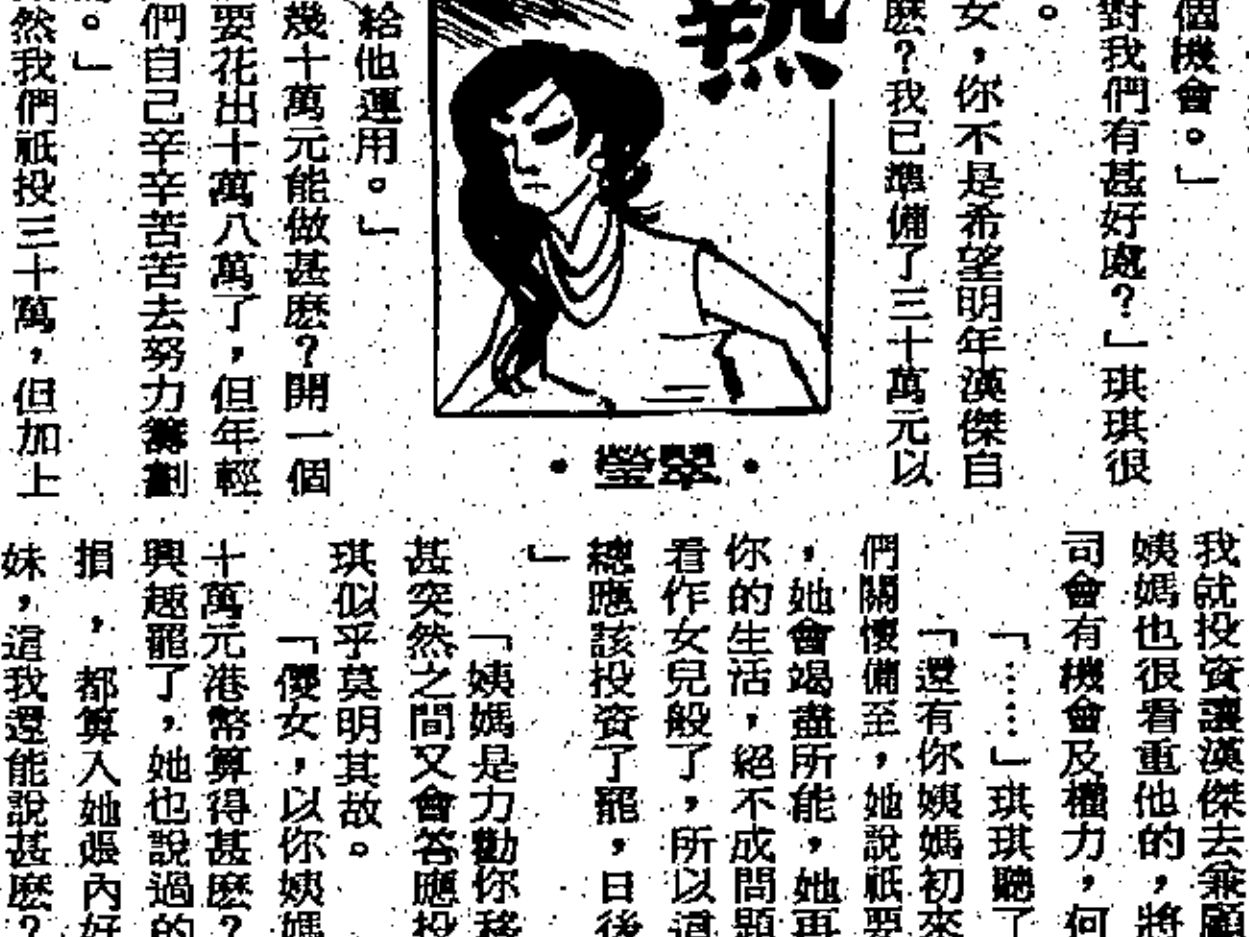 個機會。」
對我們有甚好處?」琪琪很
。
女,你不是希望明年漢傑自
麽?我已準備了三十萬元以
熱
•翠瑩•
給他運用。」
幾十萬元能做甚麽?開一個
要花出十萬八萬了,但年輕
們自己辛辛苦苦去努力籌劃
。」
然我們祇投三十萬,但加上
我就投資讓漢傑去兼顧
姨媽也很看重他的,將
司會有機會及權力,何
「……」琪琪聽了
「還有你姨媽初來
們關懷備至,她說祇要
,她會竭盡所能,她再
你的生活,絕不成問題
看作女兒般了,所以這
總應該投資了罷,日後
」
「姨媽是力勸你移
甚突然之間又會答應投
琪似乎莫明其故。
「儍女,以你姨媽
十萬元港幣算得甚麽?
興趣罷了,她也說過的
損,都算入她賬內好
妹,這我還能說甚麽?